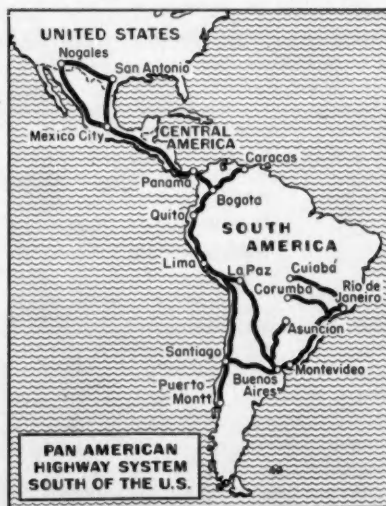 UNITED STATES
Nogales
San Antonio
Mexico City
CENTRAL
AMERICA
Caracas
Panama
Bogota
Quito
SOUTH
AMERICA
Lima
La Paz
Cuiabá
Corumba
Rio de
Janeira
Asuncion
Santiago
Buenos
Aires
Montevideo
Puerto
Montt
PAN AMERICAN
HIGHWAY SYSTEM
SOUTH OF THE U.S.